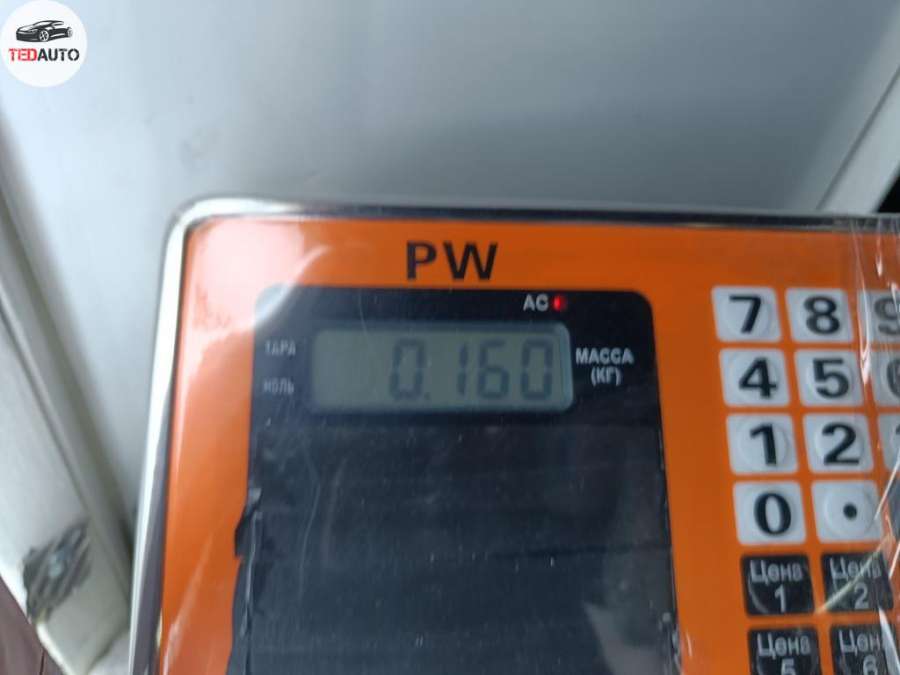 TEDAUTO
PW
AC
ТАРА
НОЛЬ
0.160
МАССА
(КГ)
7 8 9
4 5
1 2
0 .
Цена 1
Цена 2
Цена 5
Цена 6